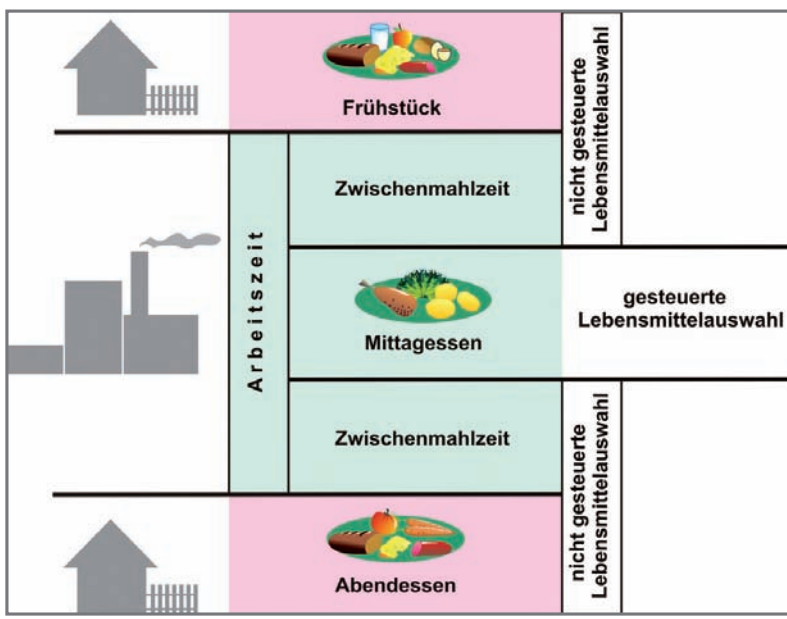 Frühstück
nicht gesteuerte
Lebensmittelauswahl
Arbeitszeit
Zwischenmahlzeit
Mittagessen
gesteuerte
Lebensmittelauswahl
Zwischenmahlzeit
nicht gesteuerte
Lebensmittelauswahl
Abendessen